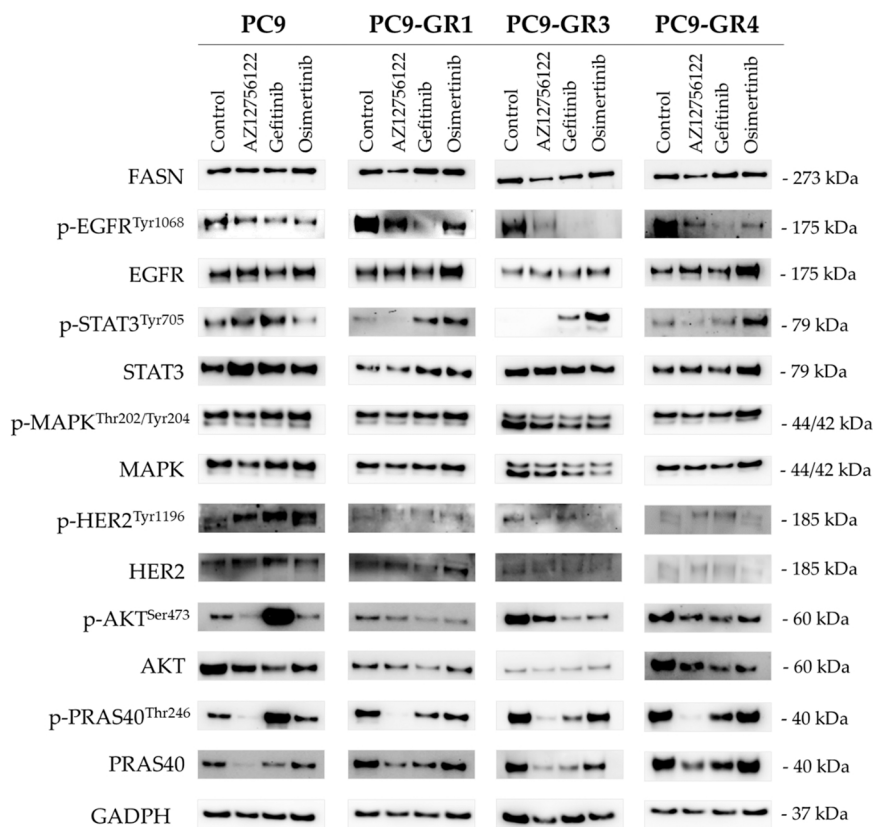 PC9 PC9-GR1 PC9-GR3 PC9-GR4
Control AZ12756122 Gefitinib Osimertinib Control AZ12756122 Gefitinib Osimertinib Control AZ12756122 Gefitinib Osimertinib Control AZ12756122 Gefitinib Osimertinib
FASN - 273 kDa
p-EGFRTyr1068 - 175 kDa
EGFR - 175 kDa
p-STAT3Tyr705 - 79 kDa
STAT3 - 79 kDa
p-MAPKThr202/Tyr204 - 44/42 kDa
MAPK - 44/42 kDa
p-HER2Tyr1196 - 185 kDa
HER2 - 185 kDa
p-AKTSer473 - 60 kDa
AKT - 60 kDa
p-PRAS40Thr246 - 40 kDa
PRAS40 - 40 kDa
GADPH - 37 kDa